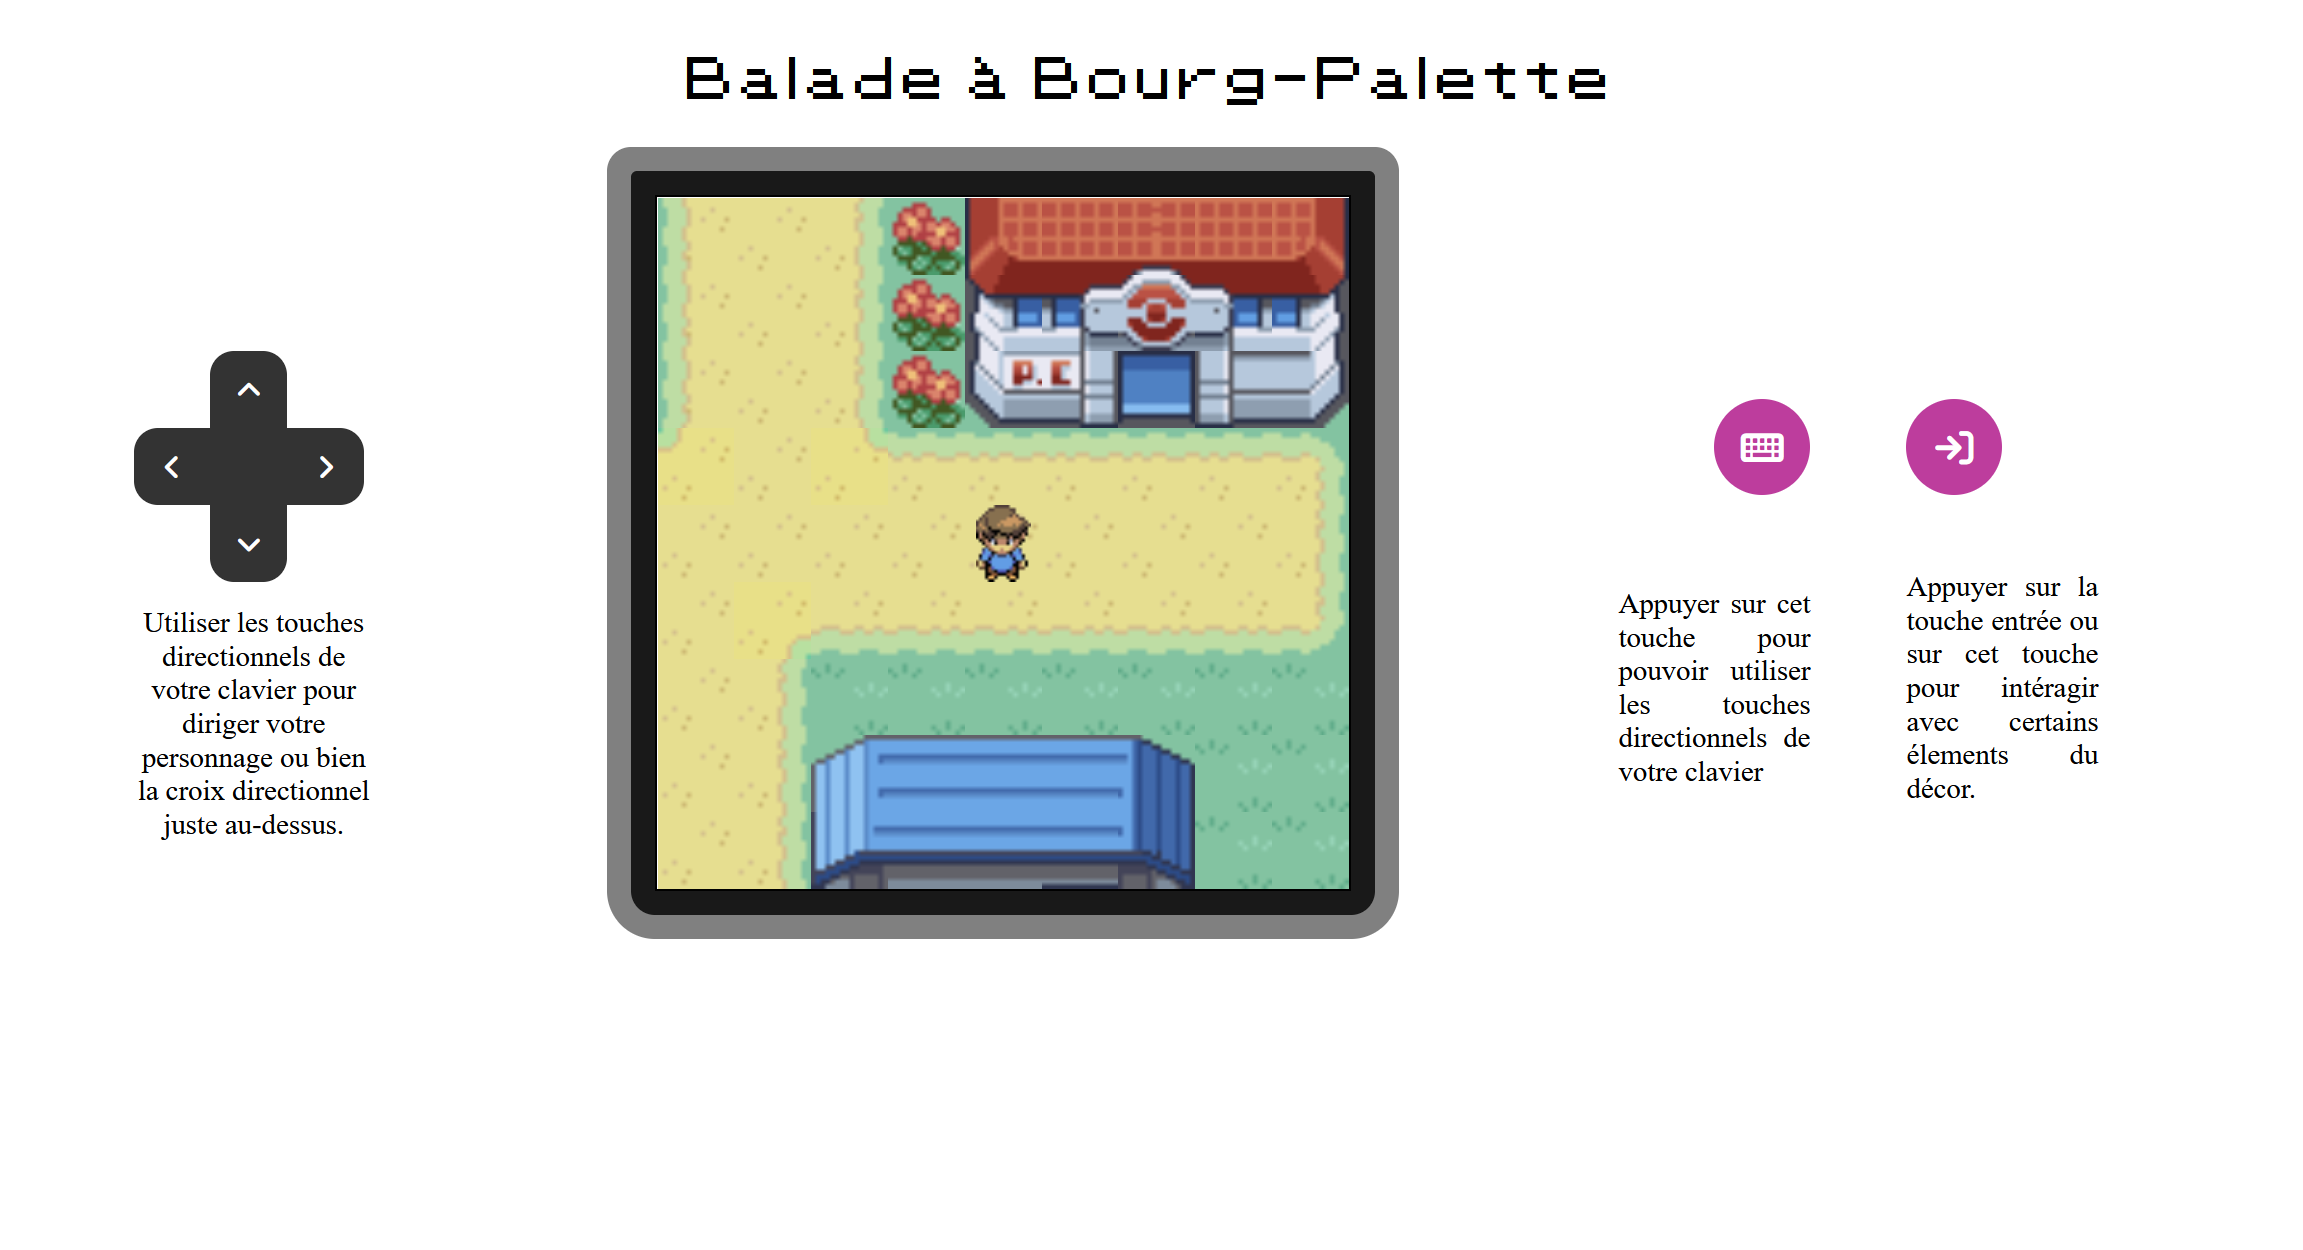 Balade à Bourg-Palette
P.C
Utiliser les touches
directionnels de
votre clavier pour
diriger votre
personnage ou bien
la croix directionnel
juste au-dessus.
Appuyer sur cet
touche pour
pouvoir utiliser
les touches
directionnels de
votre clavier
Appuyer sur la
touche entrée ou
sur cet touche
pour intéragir
avec certains
élements du
décor.